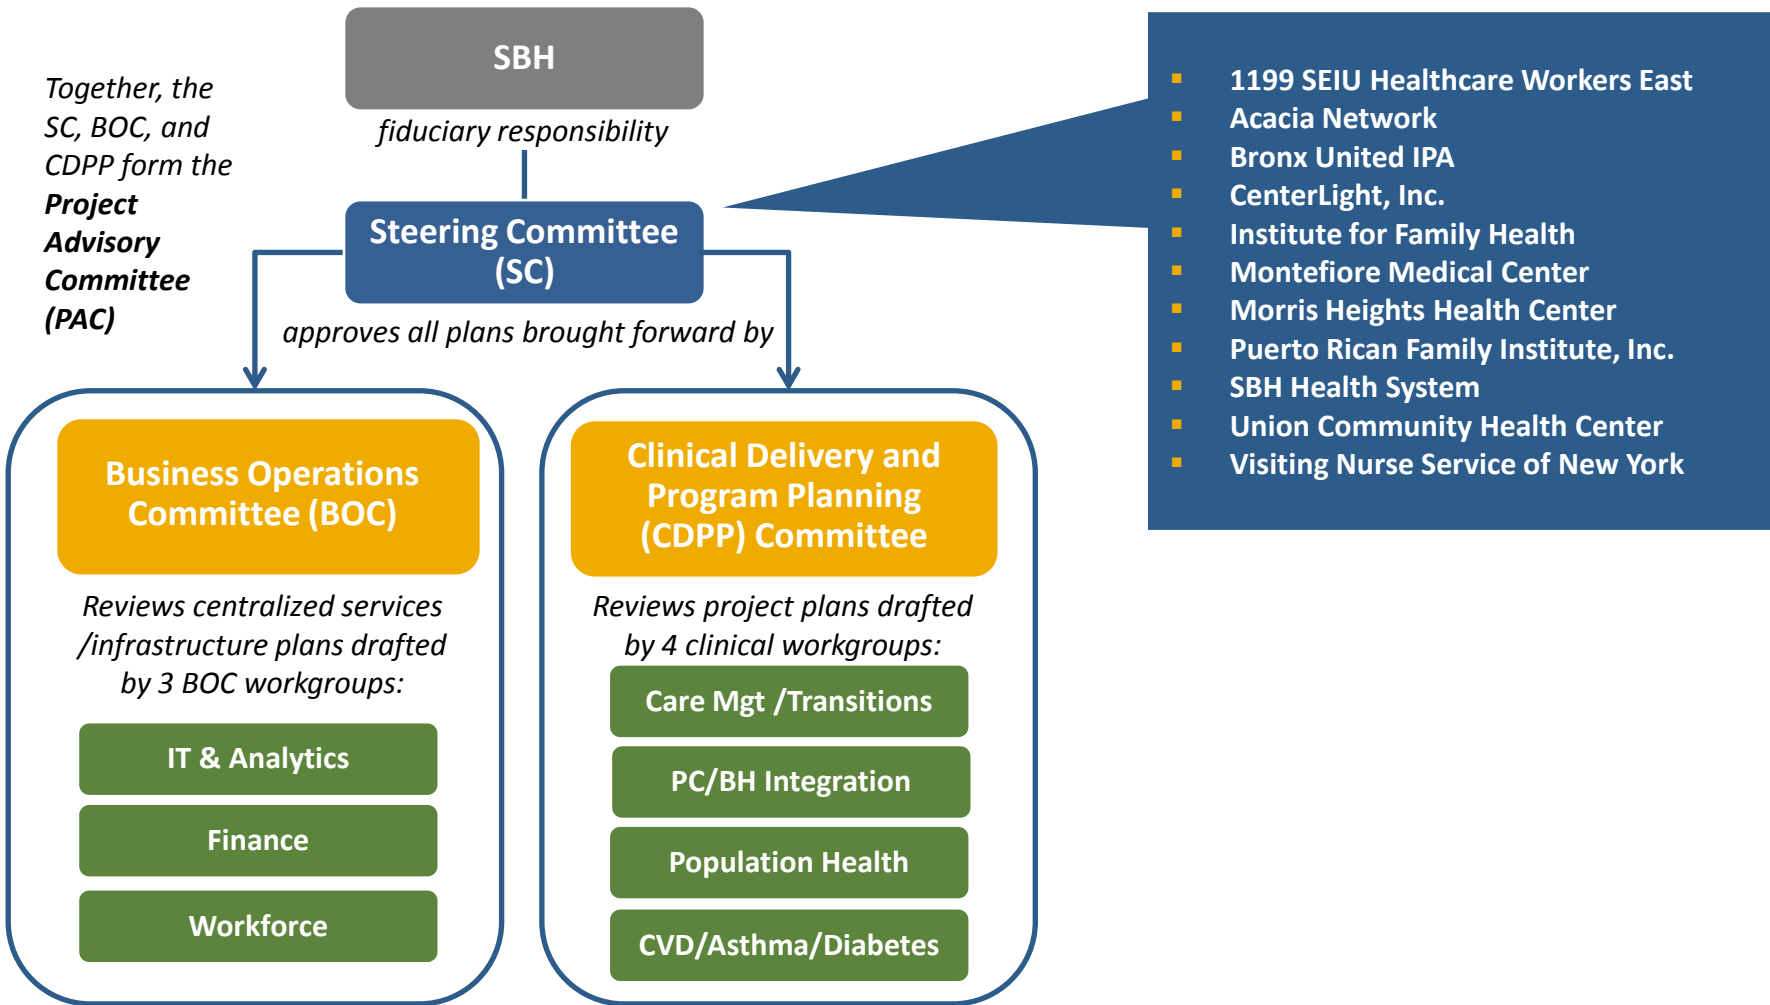 SBH
Together, the
SC, BOC, and
CDPP form the
Project
Advisory
Committee
(PAC)
fiduciary responsibility
Steering Committee
(SC)
approves all plans brought forward by
▪ 1199 SEIU Healthcare Workers East
▪ Acacia Network
▪ Bronx United IPA
▪ CenterLight, Inc.
▪ Institute for Family Health
▪ Montefiore Medical Center
▪ Morris Heights Health Center
▪ Puerto Rican Family Institute, Inc.
▪ SBH Health System
▪ Union Community Health Center
▪ Visiting Nurse Service of New York
Business Operations
Committee (BOC)
Reviews centralized services
/infrastructure plans drafted
by 3 BOC workgroups:
IT & Analytics
Finance
Workforce
Clinical Delivery and
Program Planning
(CDPP) Committee
Reviews project plans drafted
by 4 clinical workgroups:
Care Mgt /Transitions
PC/BH Integration
Population Health
CVD/Asthma/Diabetes